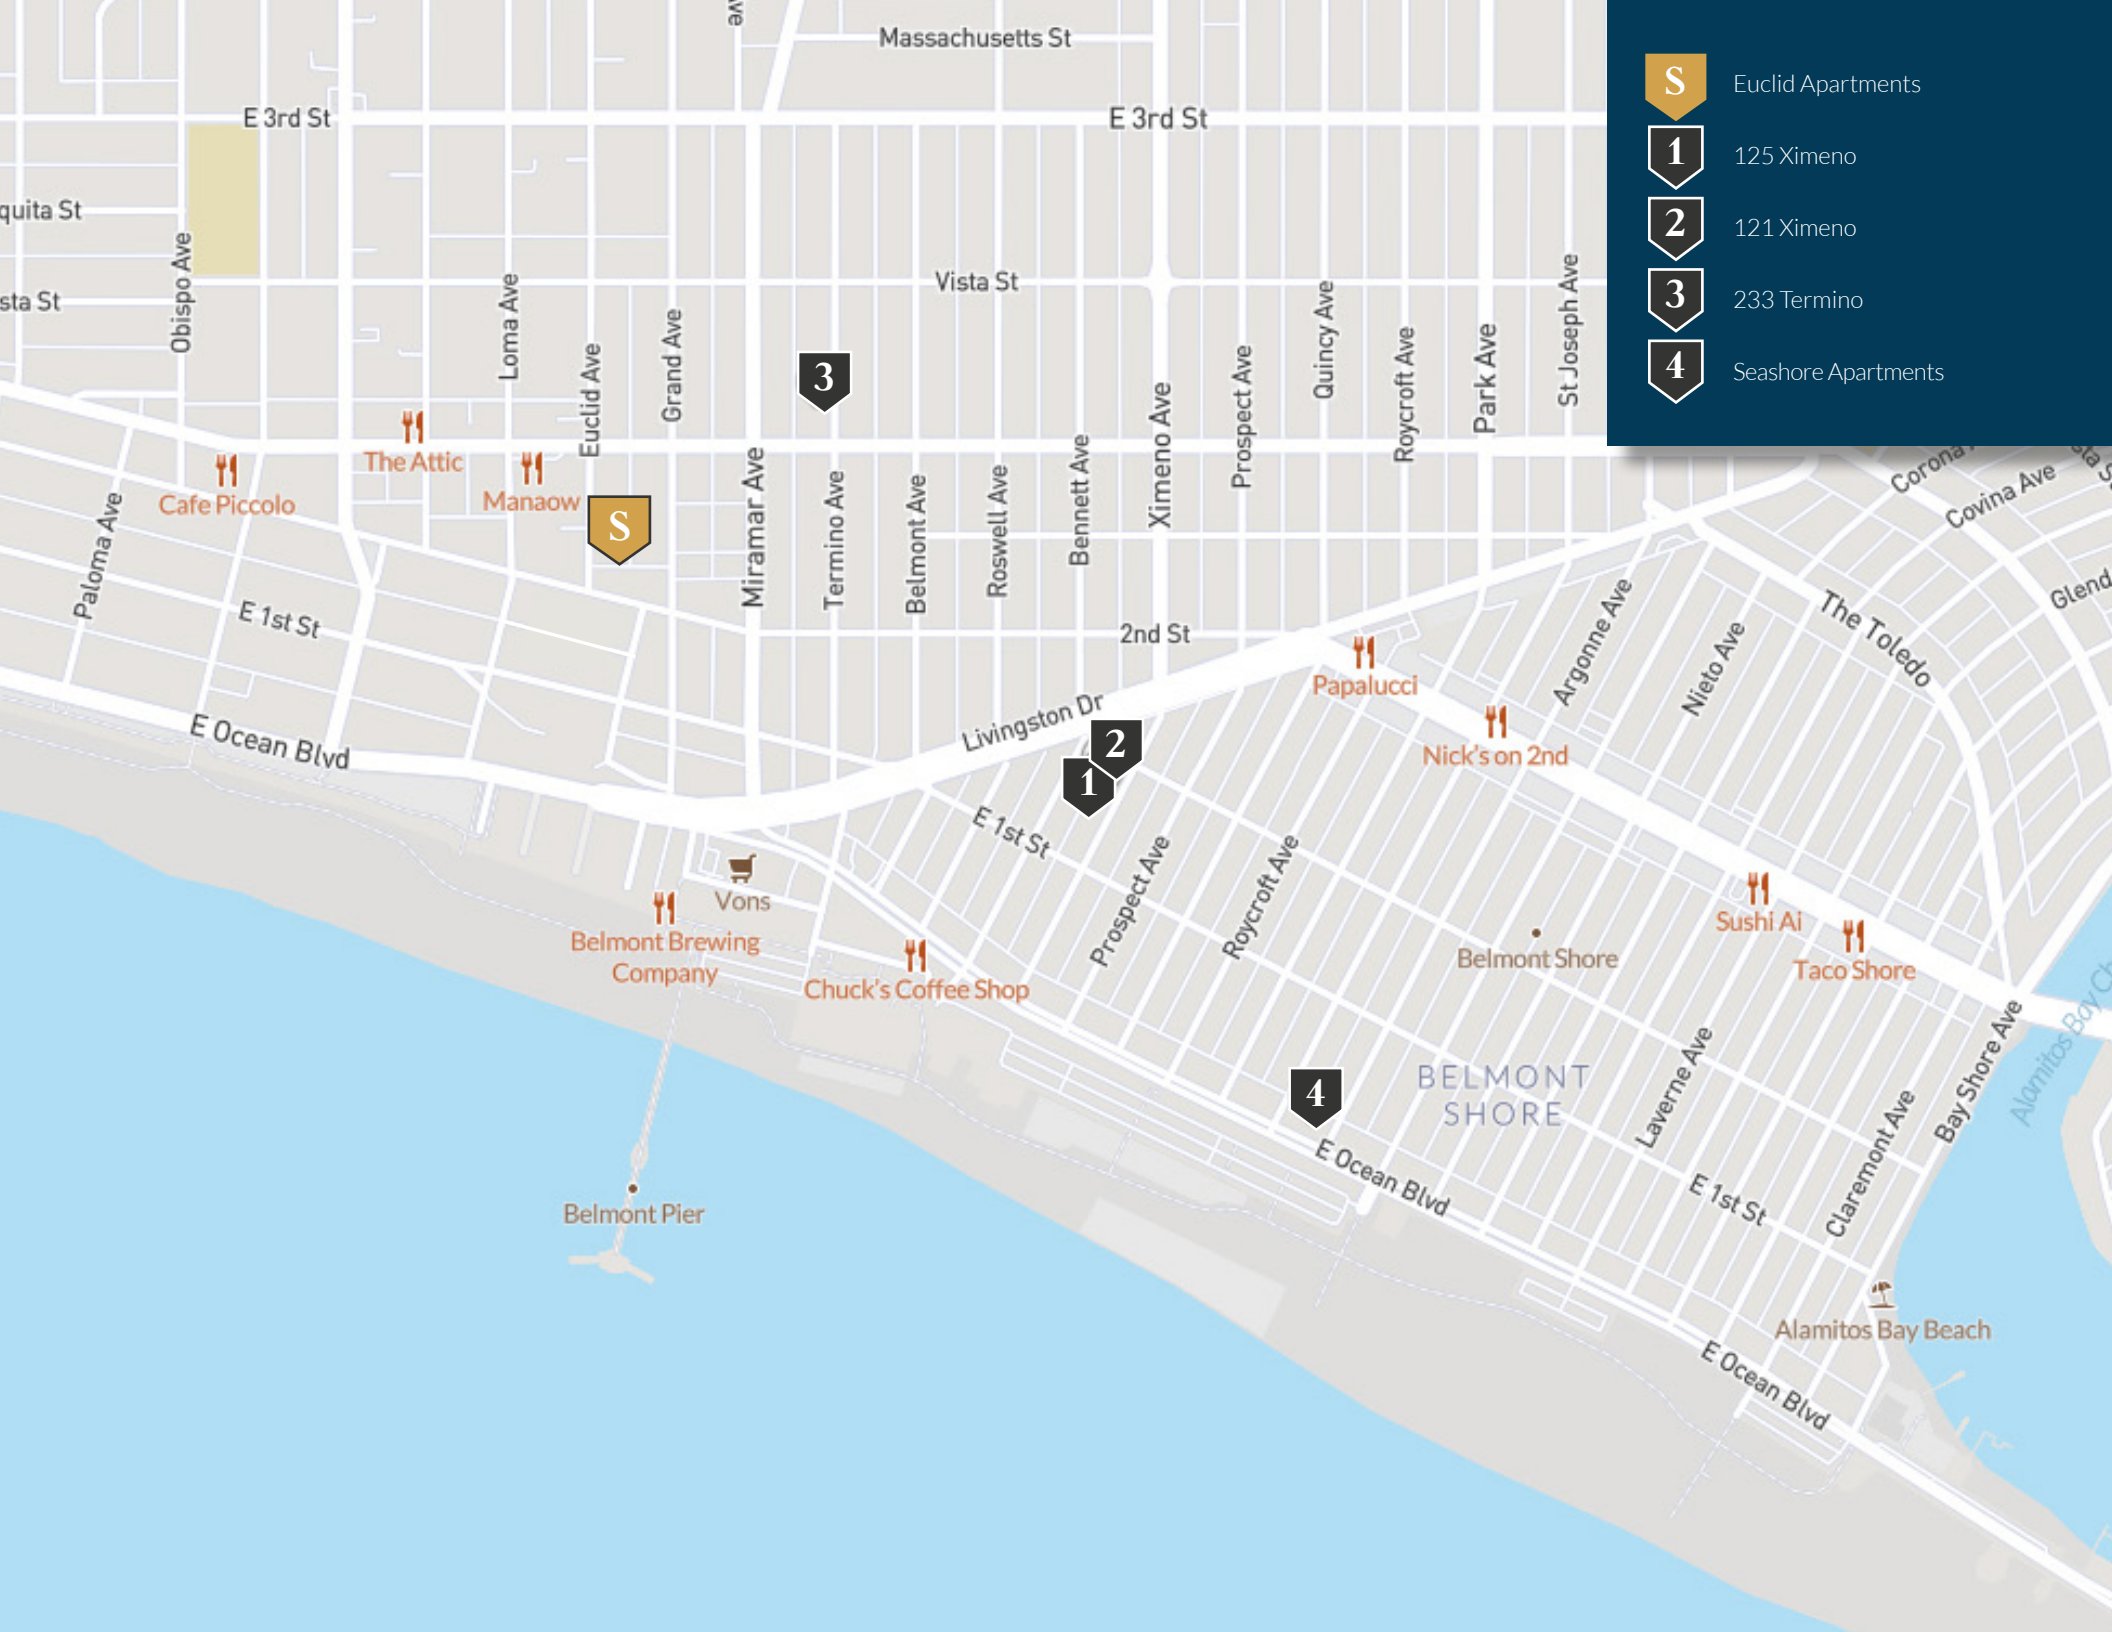 ve
Massachusetts St
E 3rd St
E 3rd St
S
Euclid Apartments
1
125 Ximeno
2
121 Ximeno
3
233 Termino
4
Seashore Apartments
quita St
sta St
Vista St
Obispo Ave
Loma Ave
Euclid Ave
Grand Ave
3
Quincy Ave
St Joseph Ave
Prospect Ave
Roycroft Ave
Park Ave
Ximeno Ave
The Attic
Cafe Piccolo
Manaow
S
Paloma Ave
Miramar Ave
Termino Ave
Belmont Ave
Roswell Ave
Bennett Ave
Corona
Covina Ave
sta S
Glend
The Toledo
E 1st St
2nd St
Papalucci
Argonne Ave
Nieto Ave
E Ocean Blvd
Livingston Dr
2
1
Nick's on 2nd
E 1st St
Prospect Ave
Roycroft Ave
Vons
Belmont Brewing
Company
Chuck's Coffee Shop
Belmont Shore
Sushi Ai
Taco Shore
Alamitos Bay Ch
Bay Shore Ave
4
BELMONT
SHORE
Laverne Ave
Claremont Ave
E Ocean Blvd
E 1st St
Belmont Pier
Alamitos Bay Beach
E Ocean Blvd